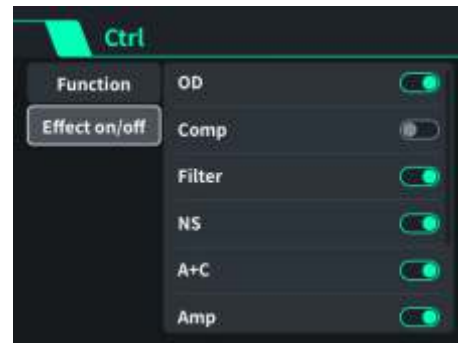 Ctrl
Function
Effect on/off
OD
Comp
Filter
NS
A+C
Amp